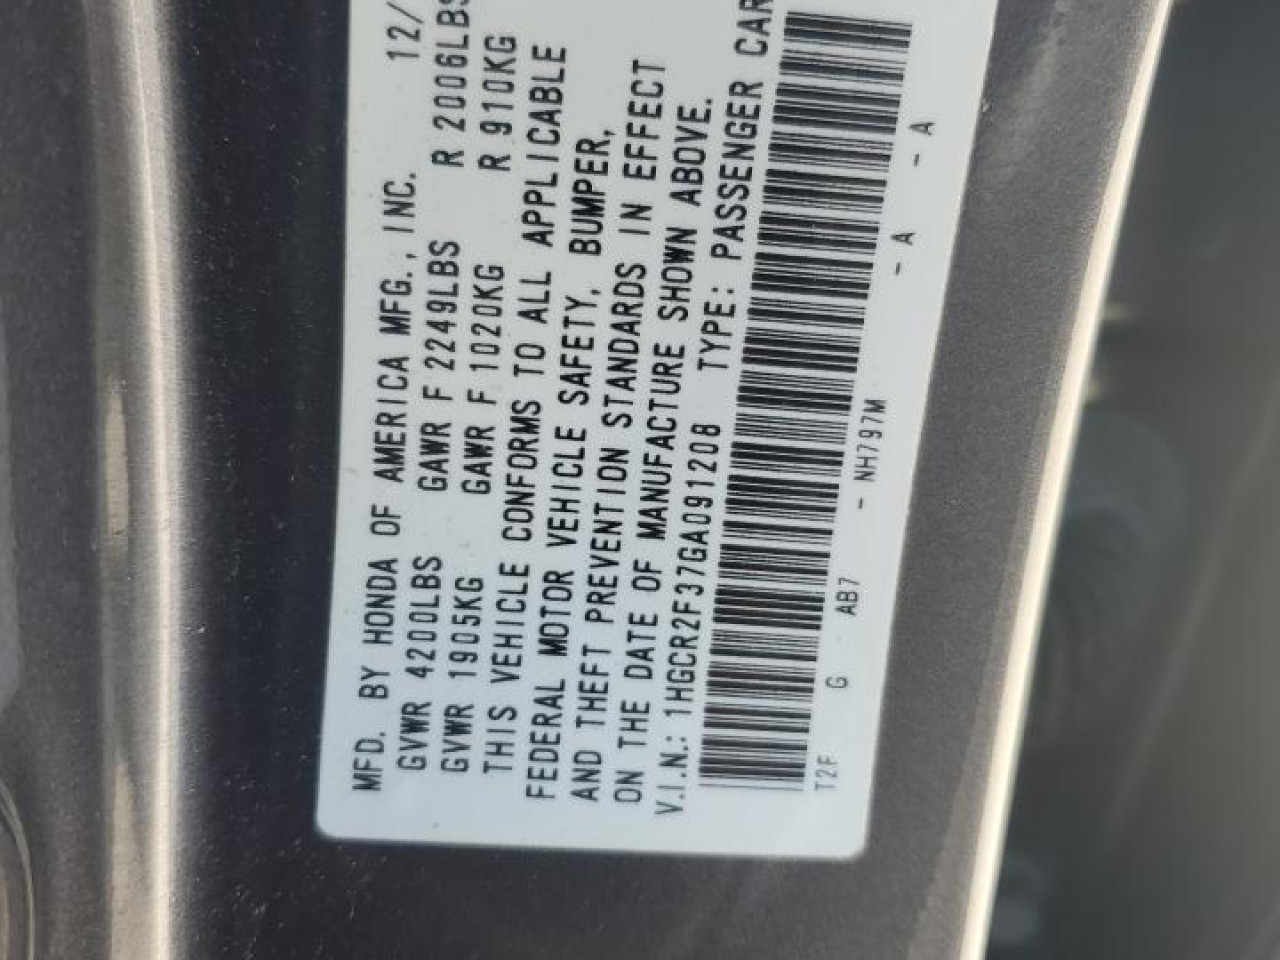 MFD. BY HONDA OF AMERICA MFG., INC. 12/
GVWR 4200LBS GAWR F 2249LBS R 2006LBS
GVWR 1905KG GAWR F 1020KG R 910KG
THIS VEHICLE CONFORMS TO ALL APPLICABLE
FEDERAL MOTOR VEHICLE SAFETY, BUMPER,
AND THEFT PREVENTION STANDARDS IN EFFECT
ON THE DATE OF MANUFACTURE SHOWN ABOVE.
V.I.N.: 1HGCR2F37GA091208 TYPE: PASSENGER CAR
T2F G AB7 - NH797M - A - A